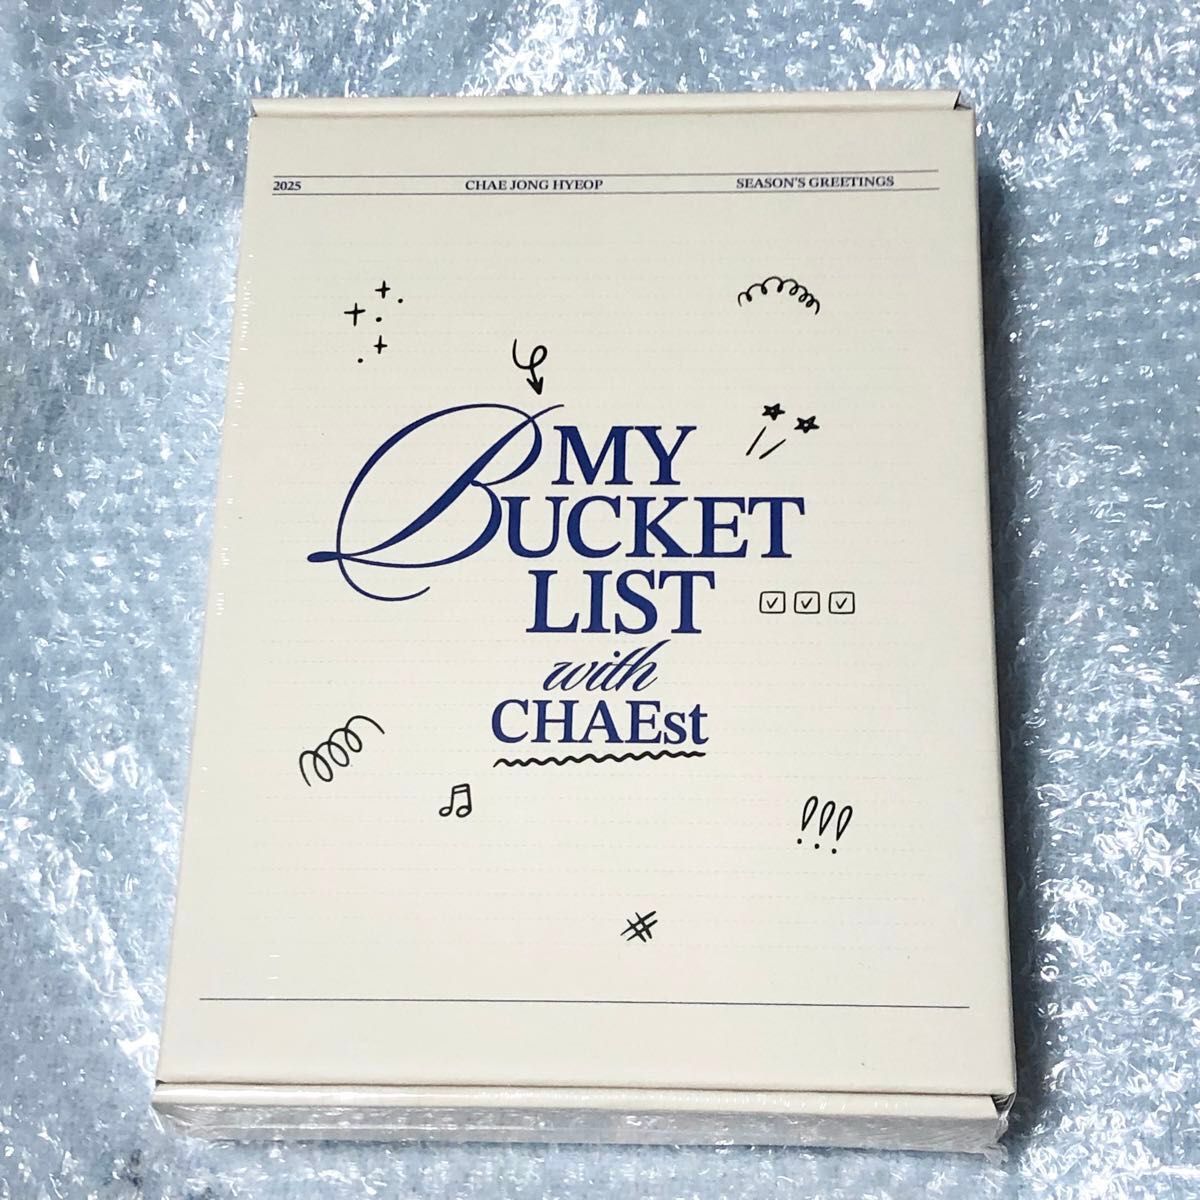 2025 CHAE JONG HYEOP SEASON'S GREETINGS
MY
BUCKET
LIST
with
CHAEst
!!!
#